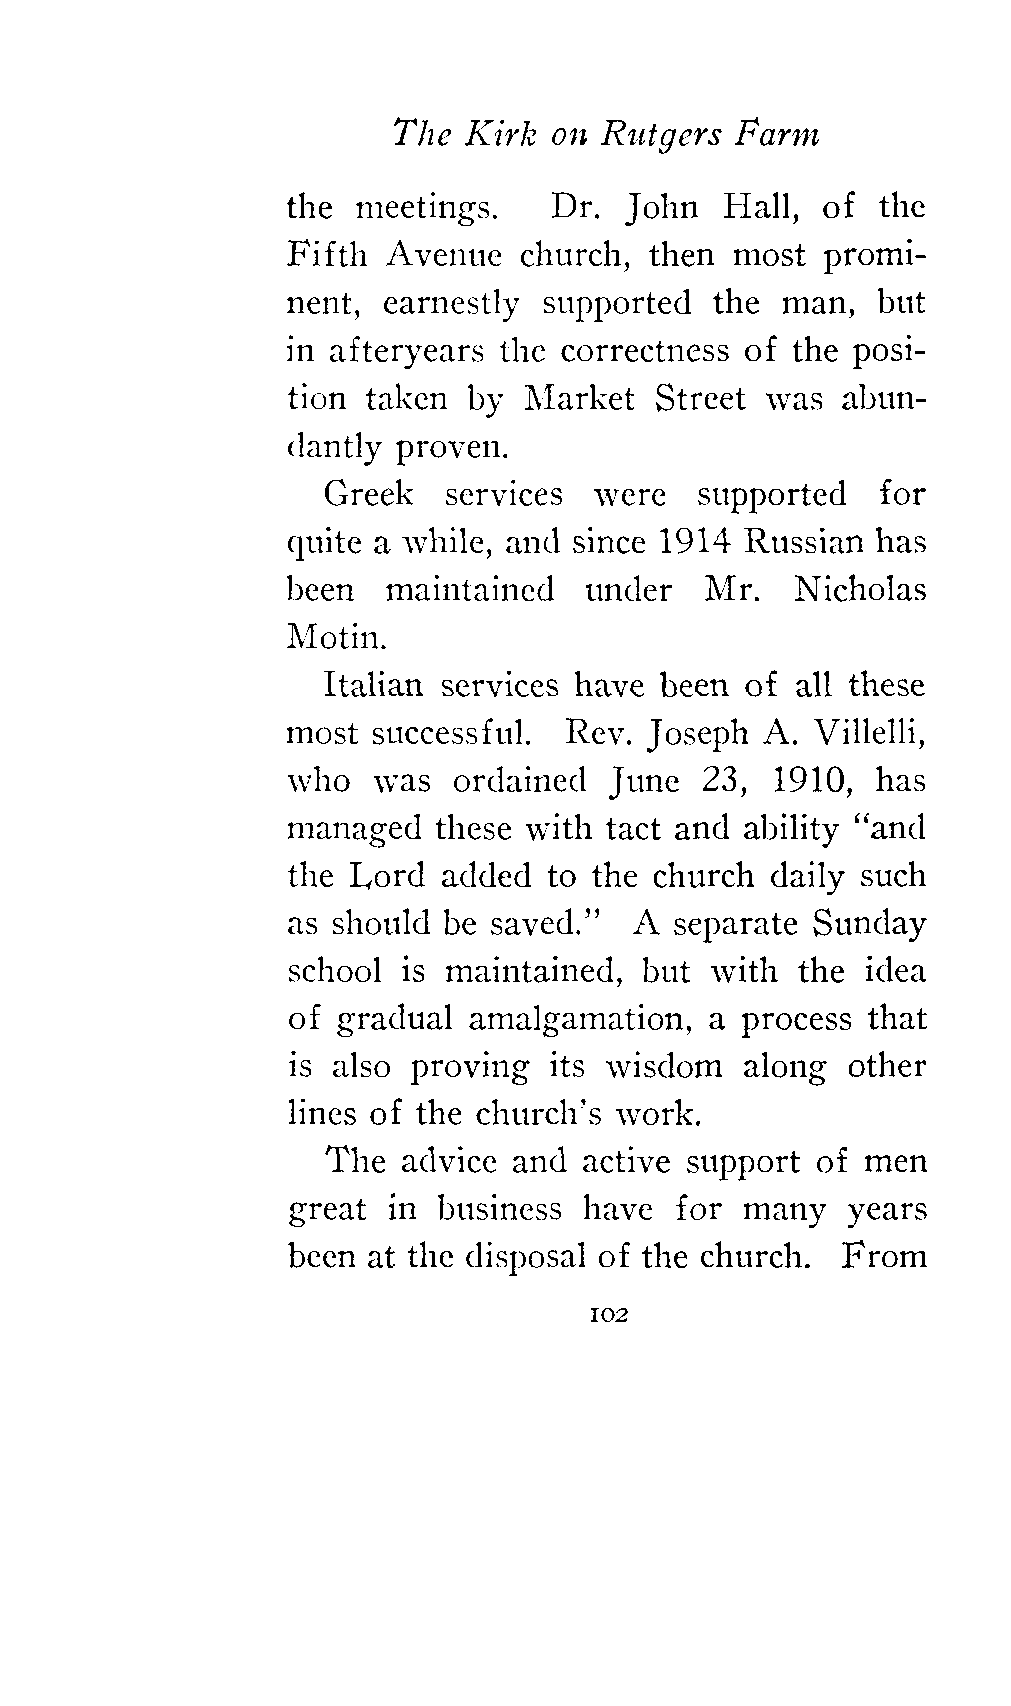 The Kirk on Rutgers Farm
the meetings. Dr. John Hall, of the
Fifth Avenue church, then most promi-
nent, earnestly supported the man, but
in afteryears the correctness of the posi-
tion taken by Market Street was abun-
dantly proven.
Greek services were supported for
quite a while, and since 1914 Russian has
been maintained under Mr. Nicholas
Motin.
Italian services have been of all these
most successful. Rev. Joseph A. Villelli,
who was ordained June 23, 1910, has
managed these with tact and ability “and
the Lord added to the church daily such
as should be saved.” A separate Sunday
school is maintained, but with the idea
of gradual amalgamation, a process that
is also proving its wisdom along other
lines of the church's work.
The advice and active support of men
great in business have for many years
been at the disposal of the church. From
102